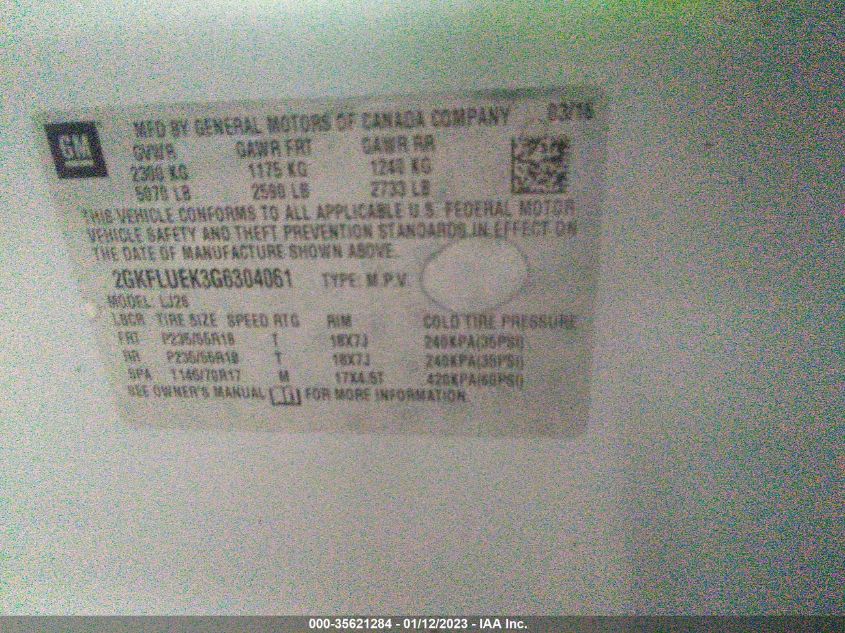 GM
MFD BY GENERAL MOTORS OF CANADA COMPANY 03/16
GVWR GAWR FRT GAWR RR
2300 KG 1175 KG 1240 KG
5070 LB 2590 LB 2733 LB
THIS VEHICLE CONFORMS TO ALL APPLICABLE U.S. FEDERAL MOTOR
VEHICLE SAFETY AND THEFT PREVENTION STANDARDS IN EFFECT ON
THE DATE OF MANUFACTURE SHOWN ABOVE.
2GKFLUEK3G6304061 TYPE: M.P.V.
MODEL: LJ26
LOCR TIRE SIZE SPEED RTG RIM COLD TIRE PRESSURE
FRT P235/55R18 T 18X7J 240KPA(35PSI)
RR P235/55R18 T 18X7J 240KPA(35PSI)
SPA T145/70R17 M 17X4.5T 420KPA(60PSI)
SEE OWNER'S MANUAL FOR MORE INFORMATION.
000-35621284 - 01/12/2023 - IAA Inc.